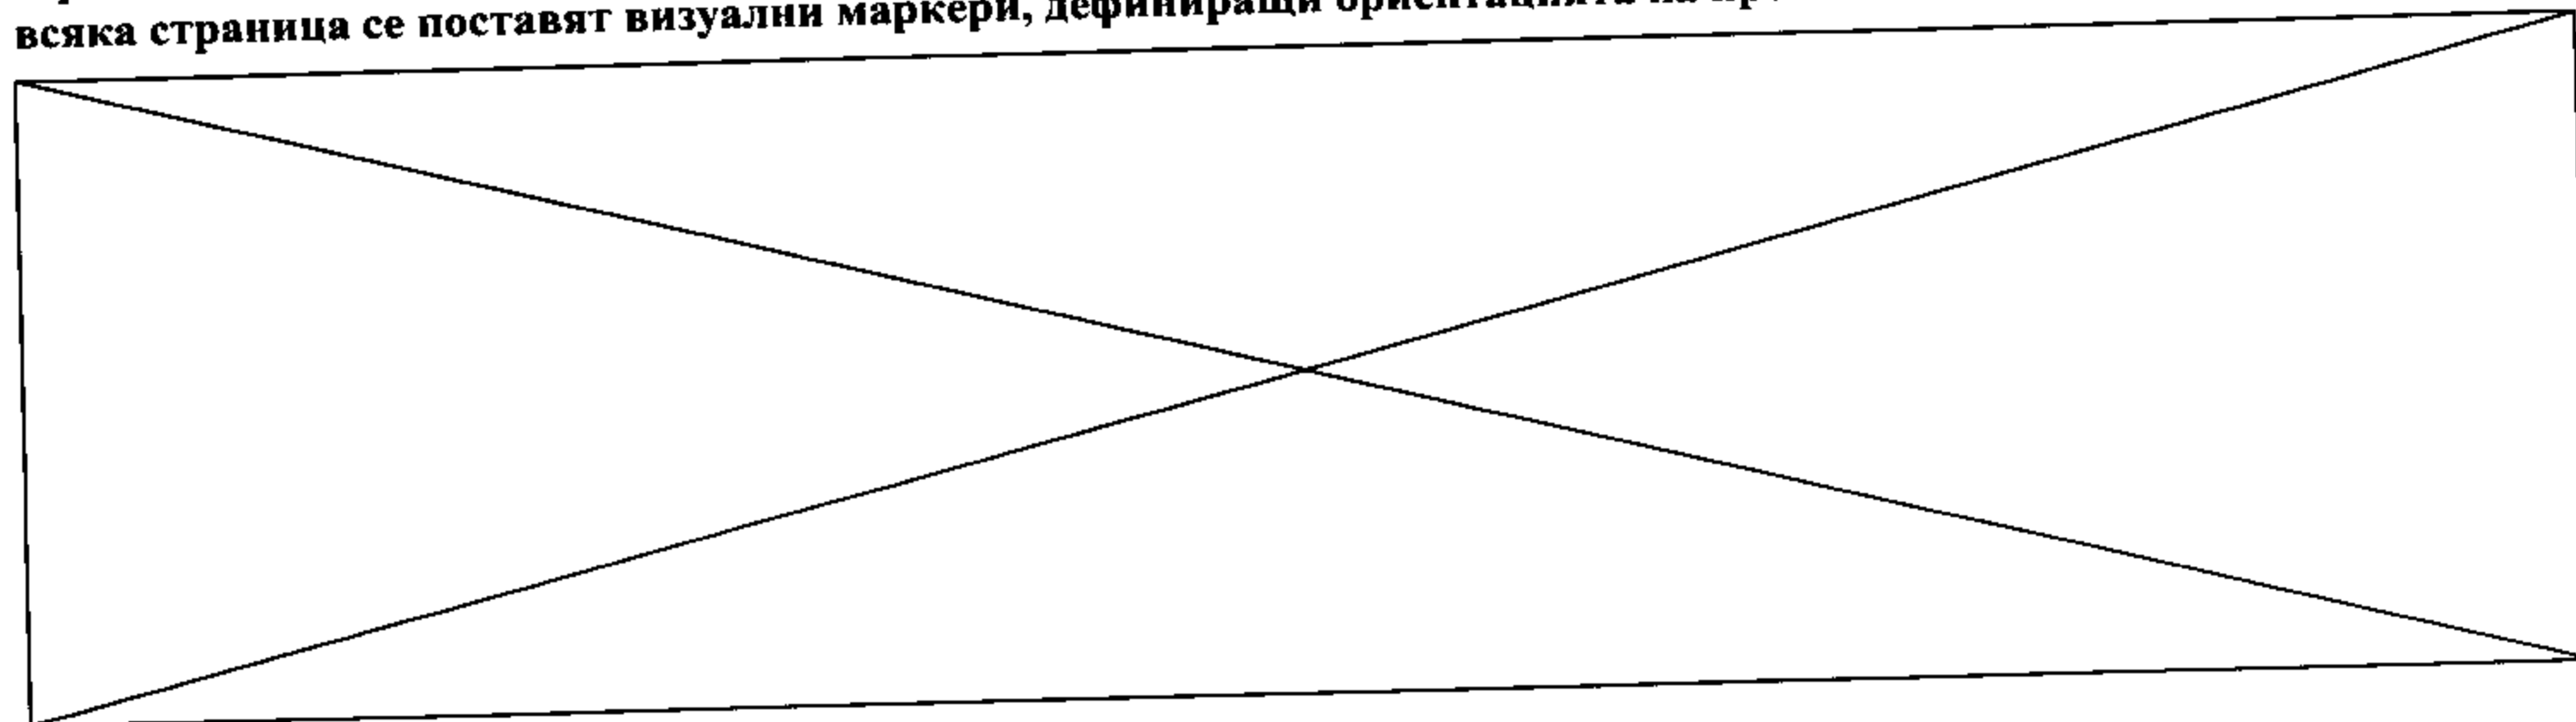 всяка страница се поставят визуални маркери, дефиниращи ориентацията на